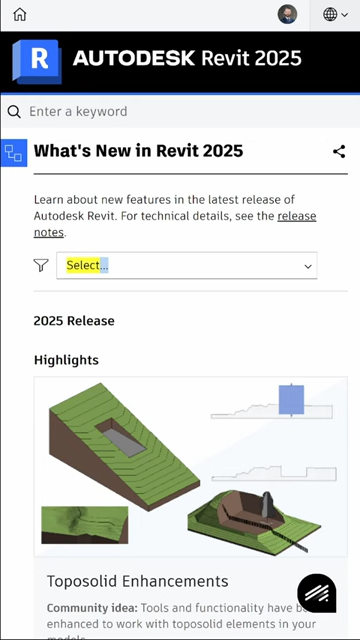 R AUTODESK Revit 2025
Enter a keyword
What's New in Revit 2025
Learn about new features in the latest release of
Autodesk Revit. For technical details, see the release
notes.
Select...
2025 Release
Highlights
Toposolid Enhancements
Community idea: Tools and functionality have
enhanced to work with toposolid elements in your
models.